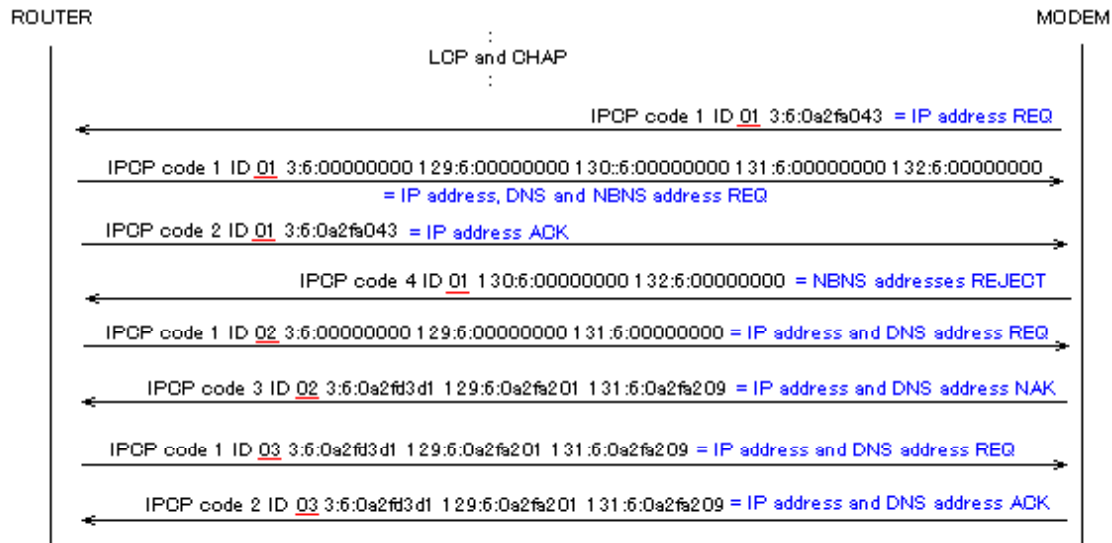 ROUTER MODEM
:
LCP and CHAP
:
IPCP code 1 ID 01 3:6:0a2fa043 = IP address REQ
IPCP code 1 ID 01 3:6:00000000 129:6:00000000 130::6:00000000 131:6:00000000 132:6:00000000
= IP address, DNS and NBNS address REQ
IPCP code 2 ID 01 3:6:0a2fa043 = IP address ACK
IPCP code 4 ID 01 130:6:00000000 132:6:00000000 = NBNS addresses REJECT
IPCP code 1 ID 02 3:6:00000000 129:6:00000000 131:6:00000000 = IP address and DNS address REQ
IPCP code 3 ID 02 3:6:0a2fd3d1 129:6:0a2fa201 131:6:0a2fa209 = IP address and DNS address NAK
IPCP code 1 ID 03 3:6:0a2fd3d1 129:6:0a2fa201 131:6:0a2fa209 = IP address and DNS address REQ
IPCP code 2 ID 03 3:6:0a2fd3d1 129:6:0a2fa201 131:6:0a2fa209 = IP address and DNS address ACK